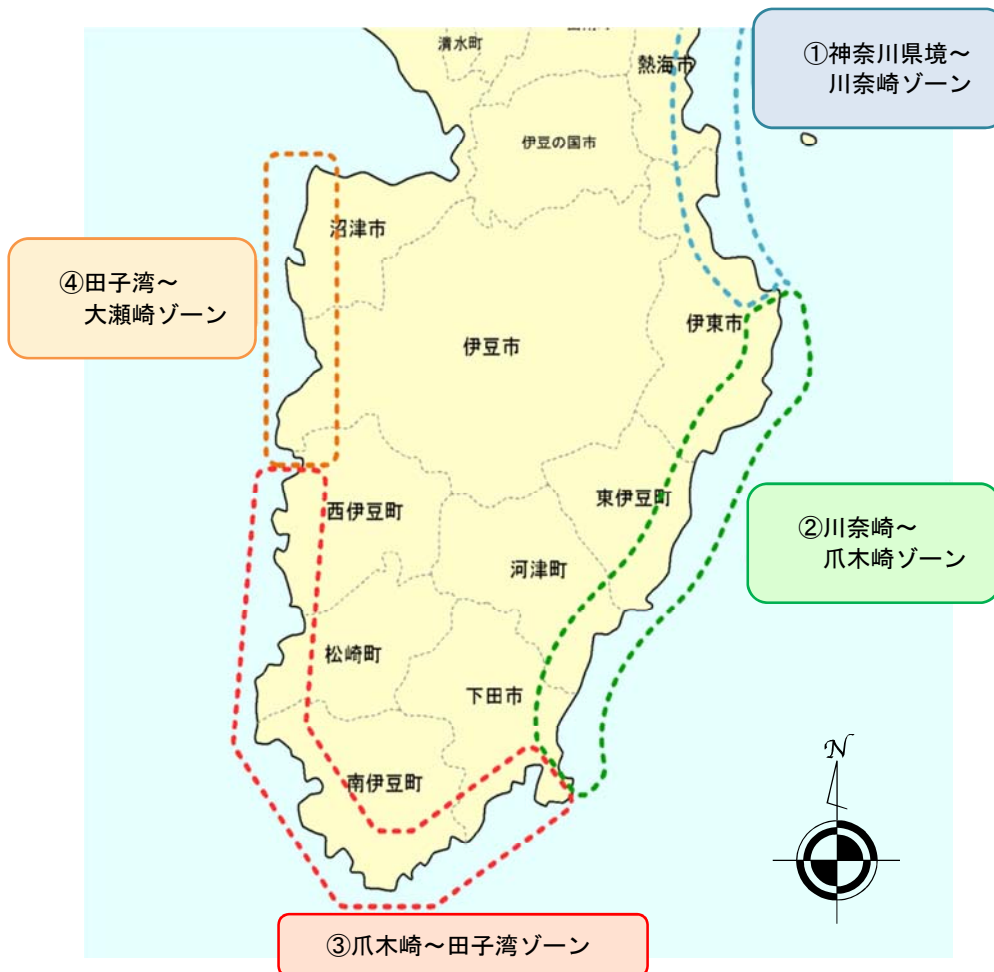 ①神奈川県境～
川奈崎ゾーン
清水町
熱海市
伊豆の国市
沼津市
④田子湾～
大瀬崎ゾーン
伊東市
伊豆市
西伊豆町
東伊豆町
②川奈崎～
爪木崎ゾーン
河津町
松崎町
下田市
南伊豆町
N
③爪木崎～田子湾ゾーン